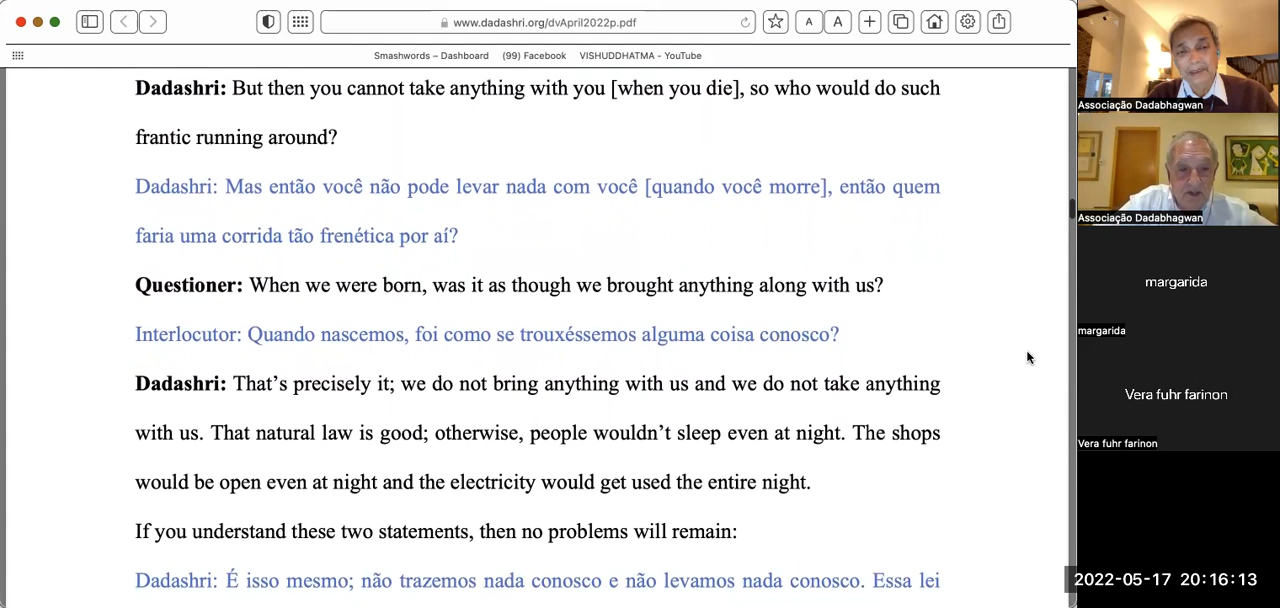 www.dadashri.org/dvApril2022p.pdf
A A
Smashwords – Dashboard (99) Facebook VISHUDDHATMA - YouTube
Dadashri: But then you cannot take anything with you [when you die], so who would do such
frantic running around?
Dadashri: Mas então você não pode levar nada com você [quando você morre], então quem
faria uma corrida tão frenética por aí?
Questioner: When we were born, was it as though we brought anything along with us?
Interlocutor: Quando nascemos, foi como se trouxéssemos alguma coisa conosco?
Dadashri: That’s precisely it; we do not bring anything with us and we do not take anything
with us. That natural law is good; otherwise, people wouldn’t sleep even at night. The shops
would be open even at night and the electricity would get used the entire night.
If you understand these two statements, then no problems will remain:
Dadashri: É isso mesmo; não trazemos nada conosco e não levamos nada conosco. Essa lei
Associação Dadabhagwan
Associação Dadabhagwan
margarida
margarida
Vera fuhr farinon
Vera fuhr farinon
2022-05-17 20:16:13